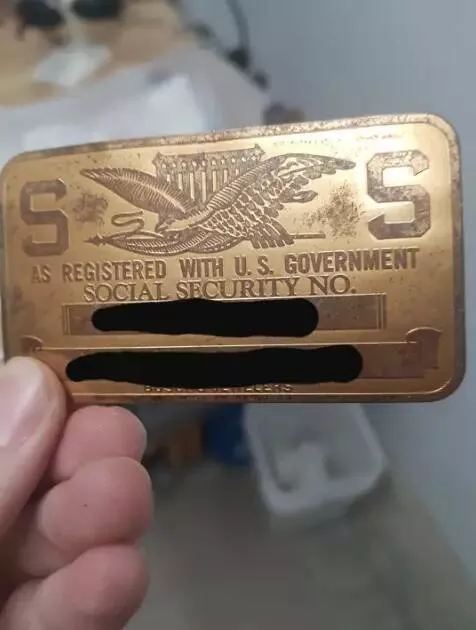 S S
AS REGISTERED WITH U.S. GOVERNMENT
SOCIAL SECURITY NO.